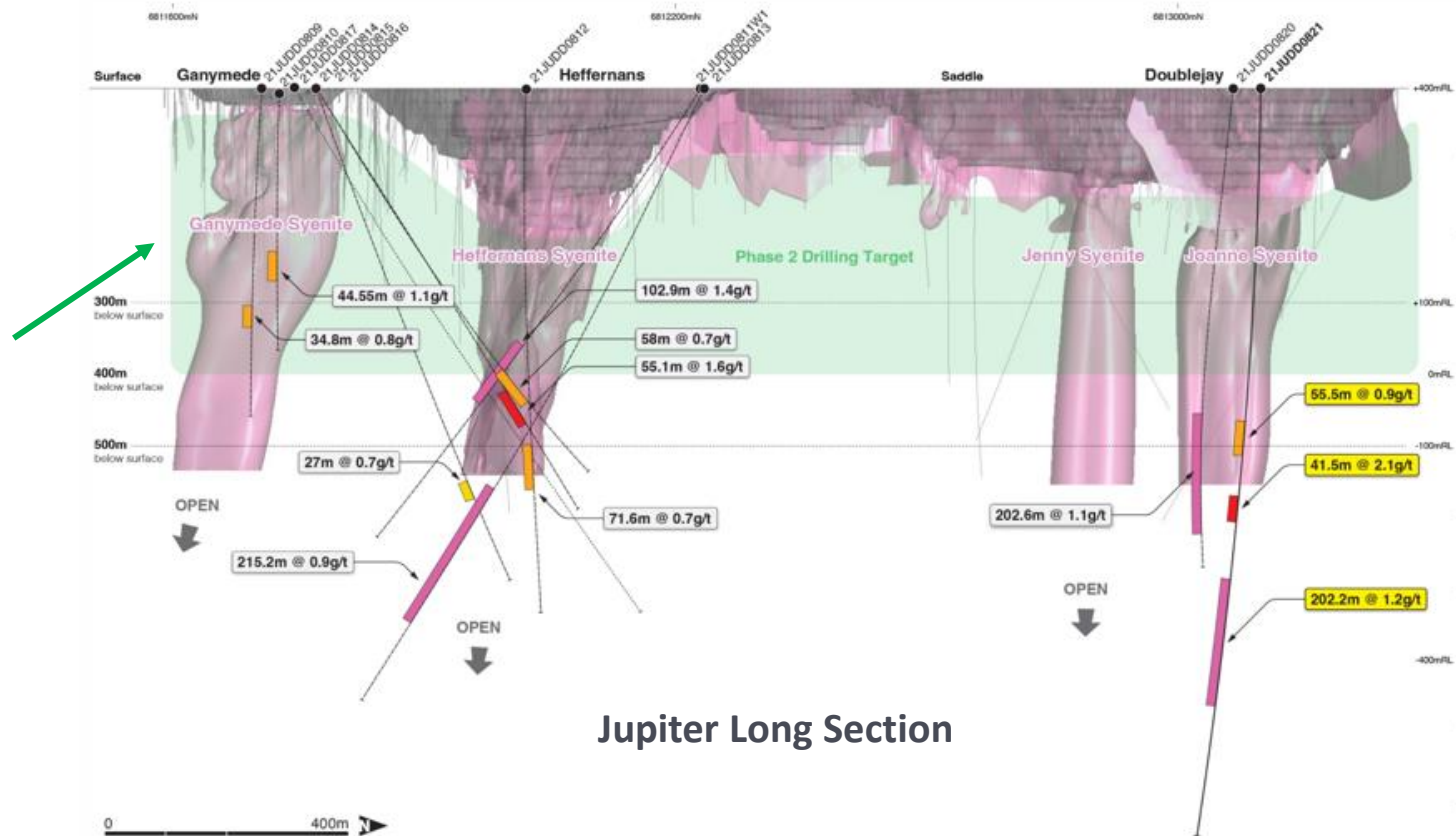 6811600mN
6812200mN
6813000mN
21JUDD0809
21JUDD0810
21JUDD0817
21JUDD0814
21JUDD0815
21JUDD0816
21JUDD0812
21JUDD0811W1
21JUDD0813
21JUDD0820
21JUDD0821
Surface
Ganymede
Heffernans
Saddle
Doublejay
+400mRL
Ganymede Syenite
Heffernans Syenite
Phase 2 Drilling Target
Jenny Syenite
Joanne Syenite
44.55m @ 1.1g/t
102.9m @ 1.4g/t
300m
below surface
+100mRL
34.8m @ 0.8g/t
58m @ 0.7g/t
55.1m @ 1.6g/t
400m
below surface
0mRL
55.5m @ 0.9g/t
500m
below surface
-100mRL
27m @ 0.7g/t
41.5m @ 2.1g/t
OPEN
71.6m @ 0.7g/t
202.6m @ 1.1g/t
215.2m @ 0.9g/t
OPEN
202.2m @ 1.2g/t
OPEN
-400mRL
Jupiter Long Section
0
400m
N